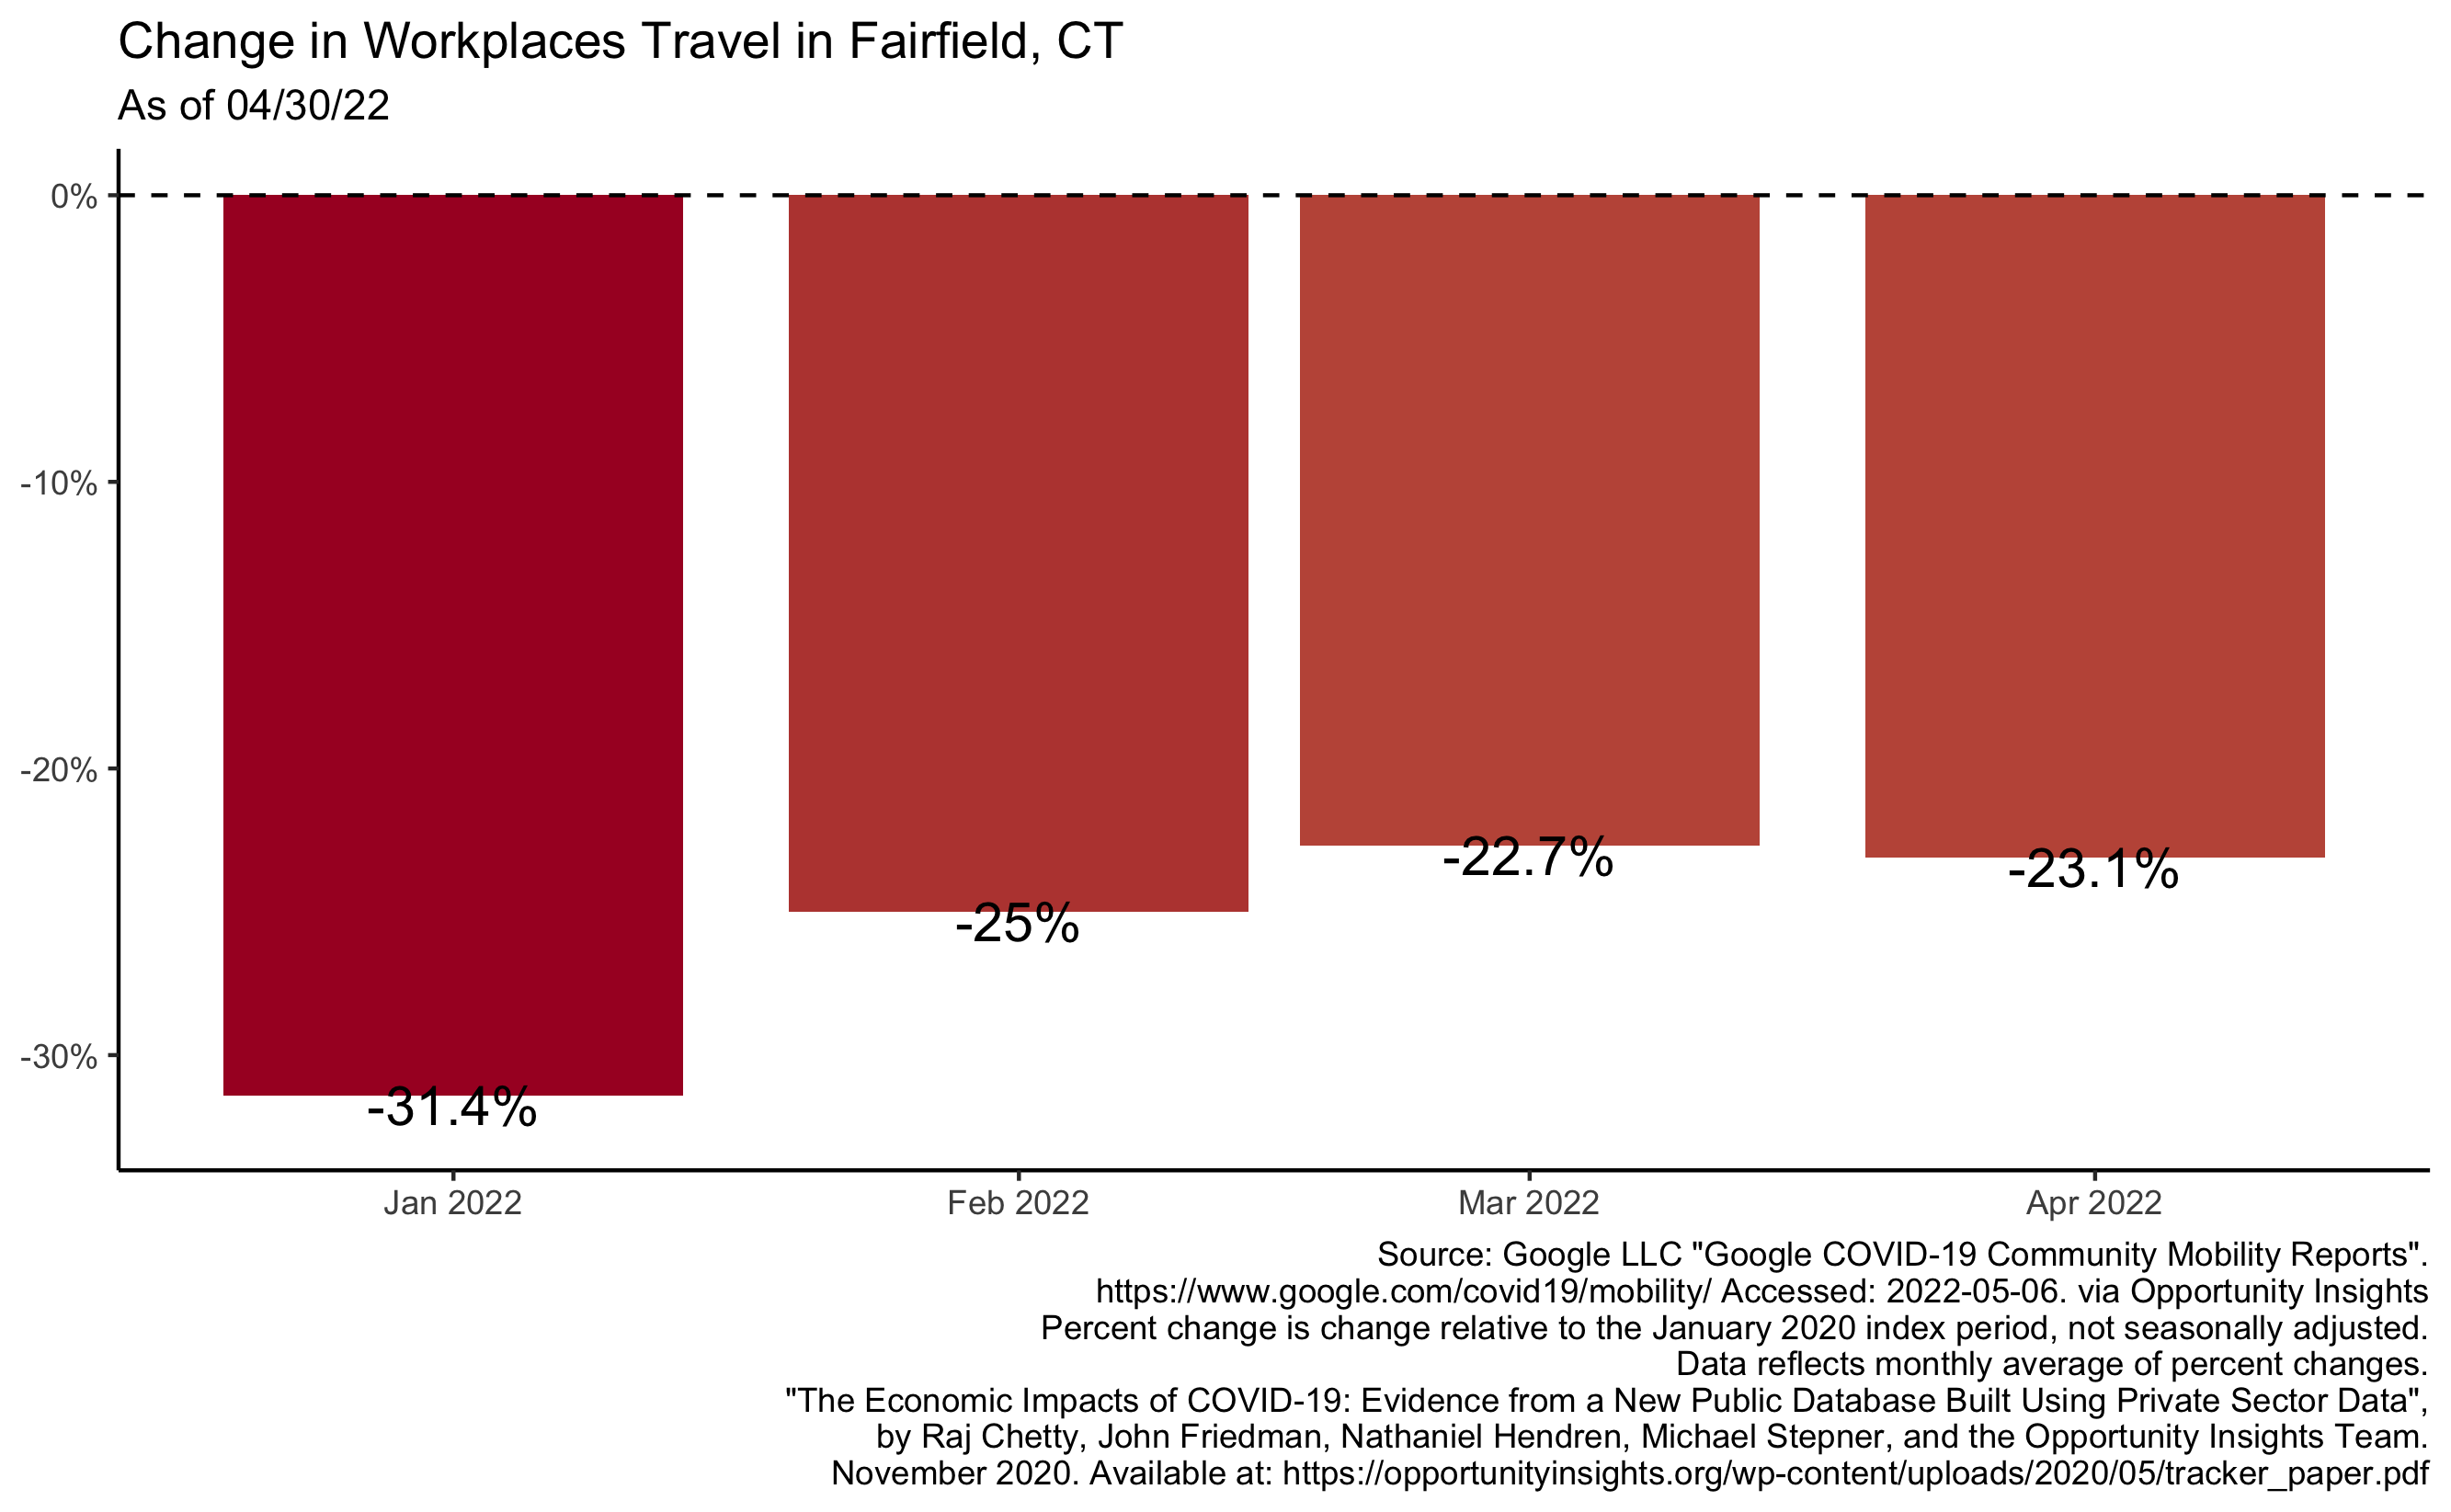 Change in Workplaces Travel in Fairfield, CT
As of 04/30/22
0%
-10%
-20%
-30%
-31.4%
-25%
-22.7%
-23.1%
Jan 2022
Feb 2022
Mar 2022
Apr 2022
Source: Google LLC "Google COVID-19 Community Mobility Reports".
https://www.google.com/covid19/mobility/ Accessed: 2022-05-06. via Opportunity Insights
Percent change is change relative to the January 2020 index period, not seasonally adjusted.
Data reflects monthly average of percent changes.
"The Economic Impacts of COVID-19: Evidence from a New Public Database Built Using Private Sector Data",
by Raj Chetty, John Friedman, Nathaniel Hendren, Michael Stepner, and the Opportunity Insights Team.
November 2020. Available at: https://opportunityinsights.org/wp-content/uploads/2020/05/tracker_paper.pdf